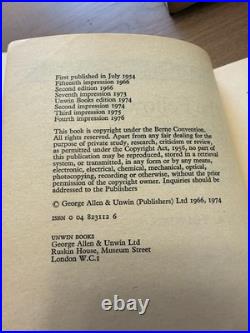 First published in July 1954
Fifteenth impression 1966
Second edition 1966
Seventh impression 1973
Unwin Books edition 1974
Second impression 1974
Third impression 1975
Fourth impression 1976
This book is copyright under the Berne Convention.
All rights reserved. Apart from any fair dealing for the
purpose of private study, research, criticism or review,
as permitted under the Copyright Act, 1956, no part of
this publication may be reproduced, stored in a retrieval
system, or transmitted, in any form or by any means,
electronic, electrical, chemical, mechanical, optical,
photocopying, recording or otherwise, without the prior
permission of the copyright owner. Inquiries should be
addressed to the Publishers
© George Allen & Unwin (Publishers) Ltd 1966, 1974
ISBN 0 04 823112 6
UNWIN BOOKS
George Allen & Unwin Ltd
Ruskin House, Museum Street
London W.C.1